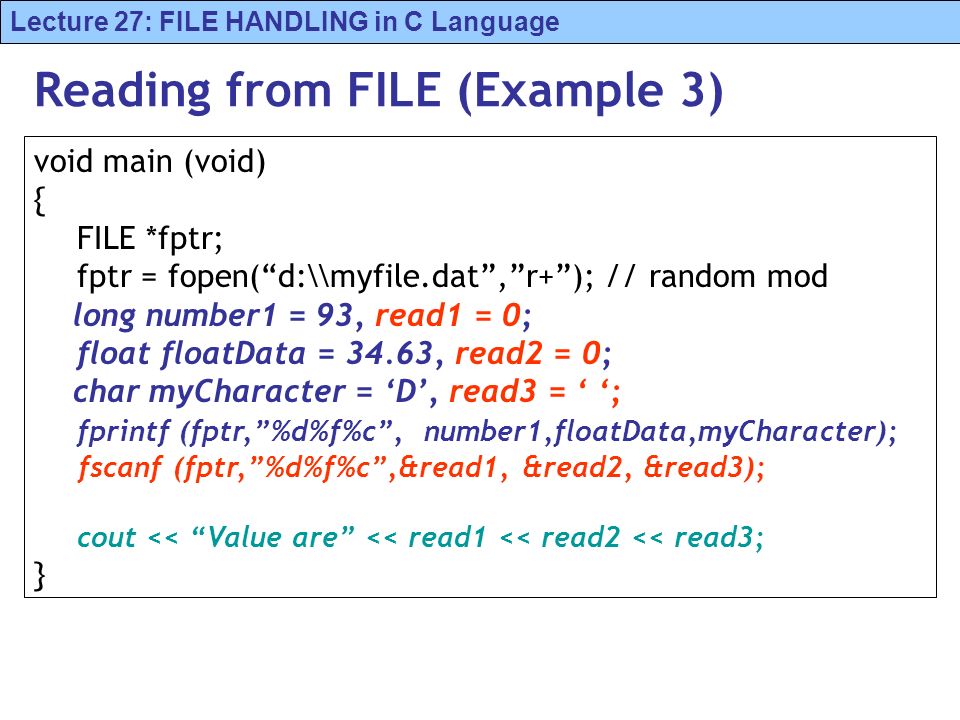 Lecture 27: FILE HANDLING in C Language
Reading from FILE (Example 3)
void main (void)
{
FILE *fptr;
fptr = fopen(“d:\\myfile.dat”,”r+”); // random mod
long number1 = 93, read1 = 0;
float floatData = 34.63, read2 = 0;
char myCharacter = ‘D’, read3 = ‘ ‘;
fprintf (fptr,”%d%f%c”, number1,floatData,myCharacter);
fscanf (fptr,”%d%f%c”,&read1, &read2, &read3);
cout << “Value are” << read1 << read2 << read3;
}